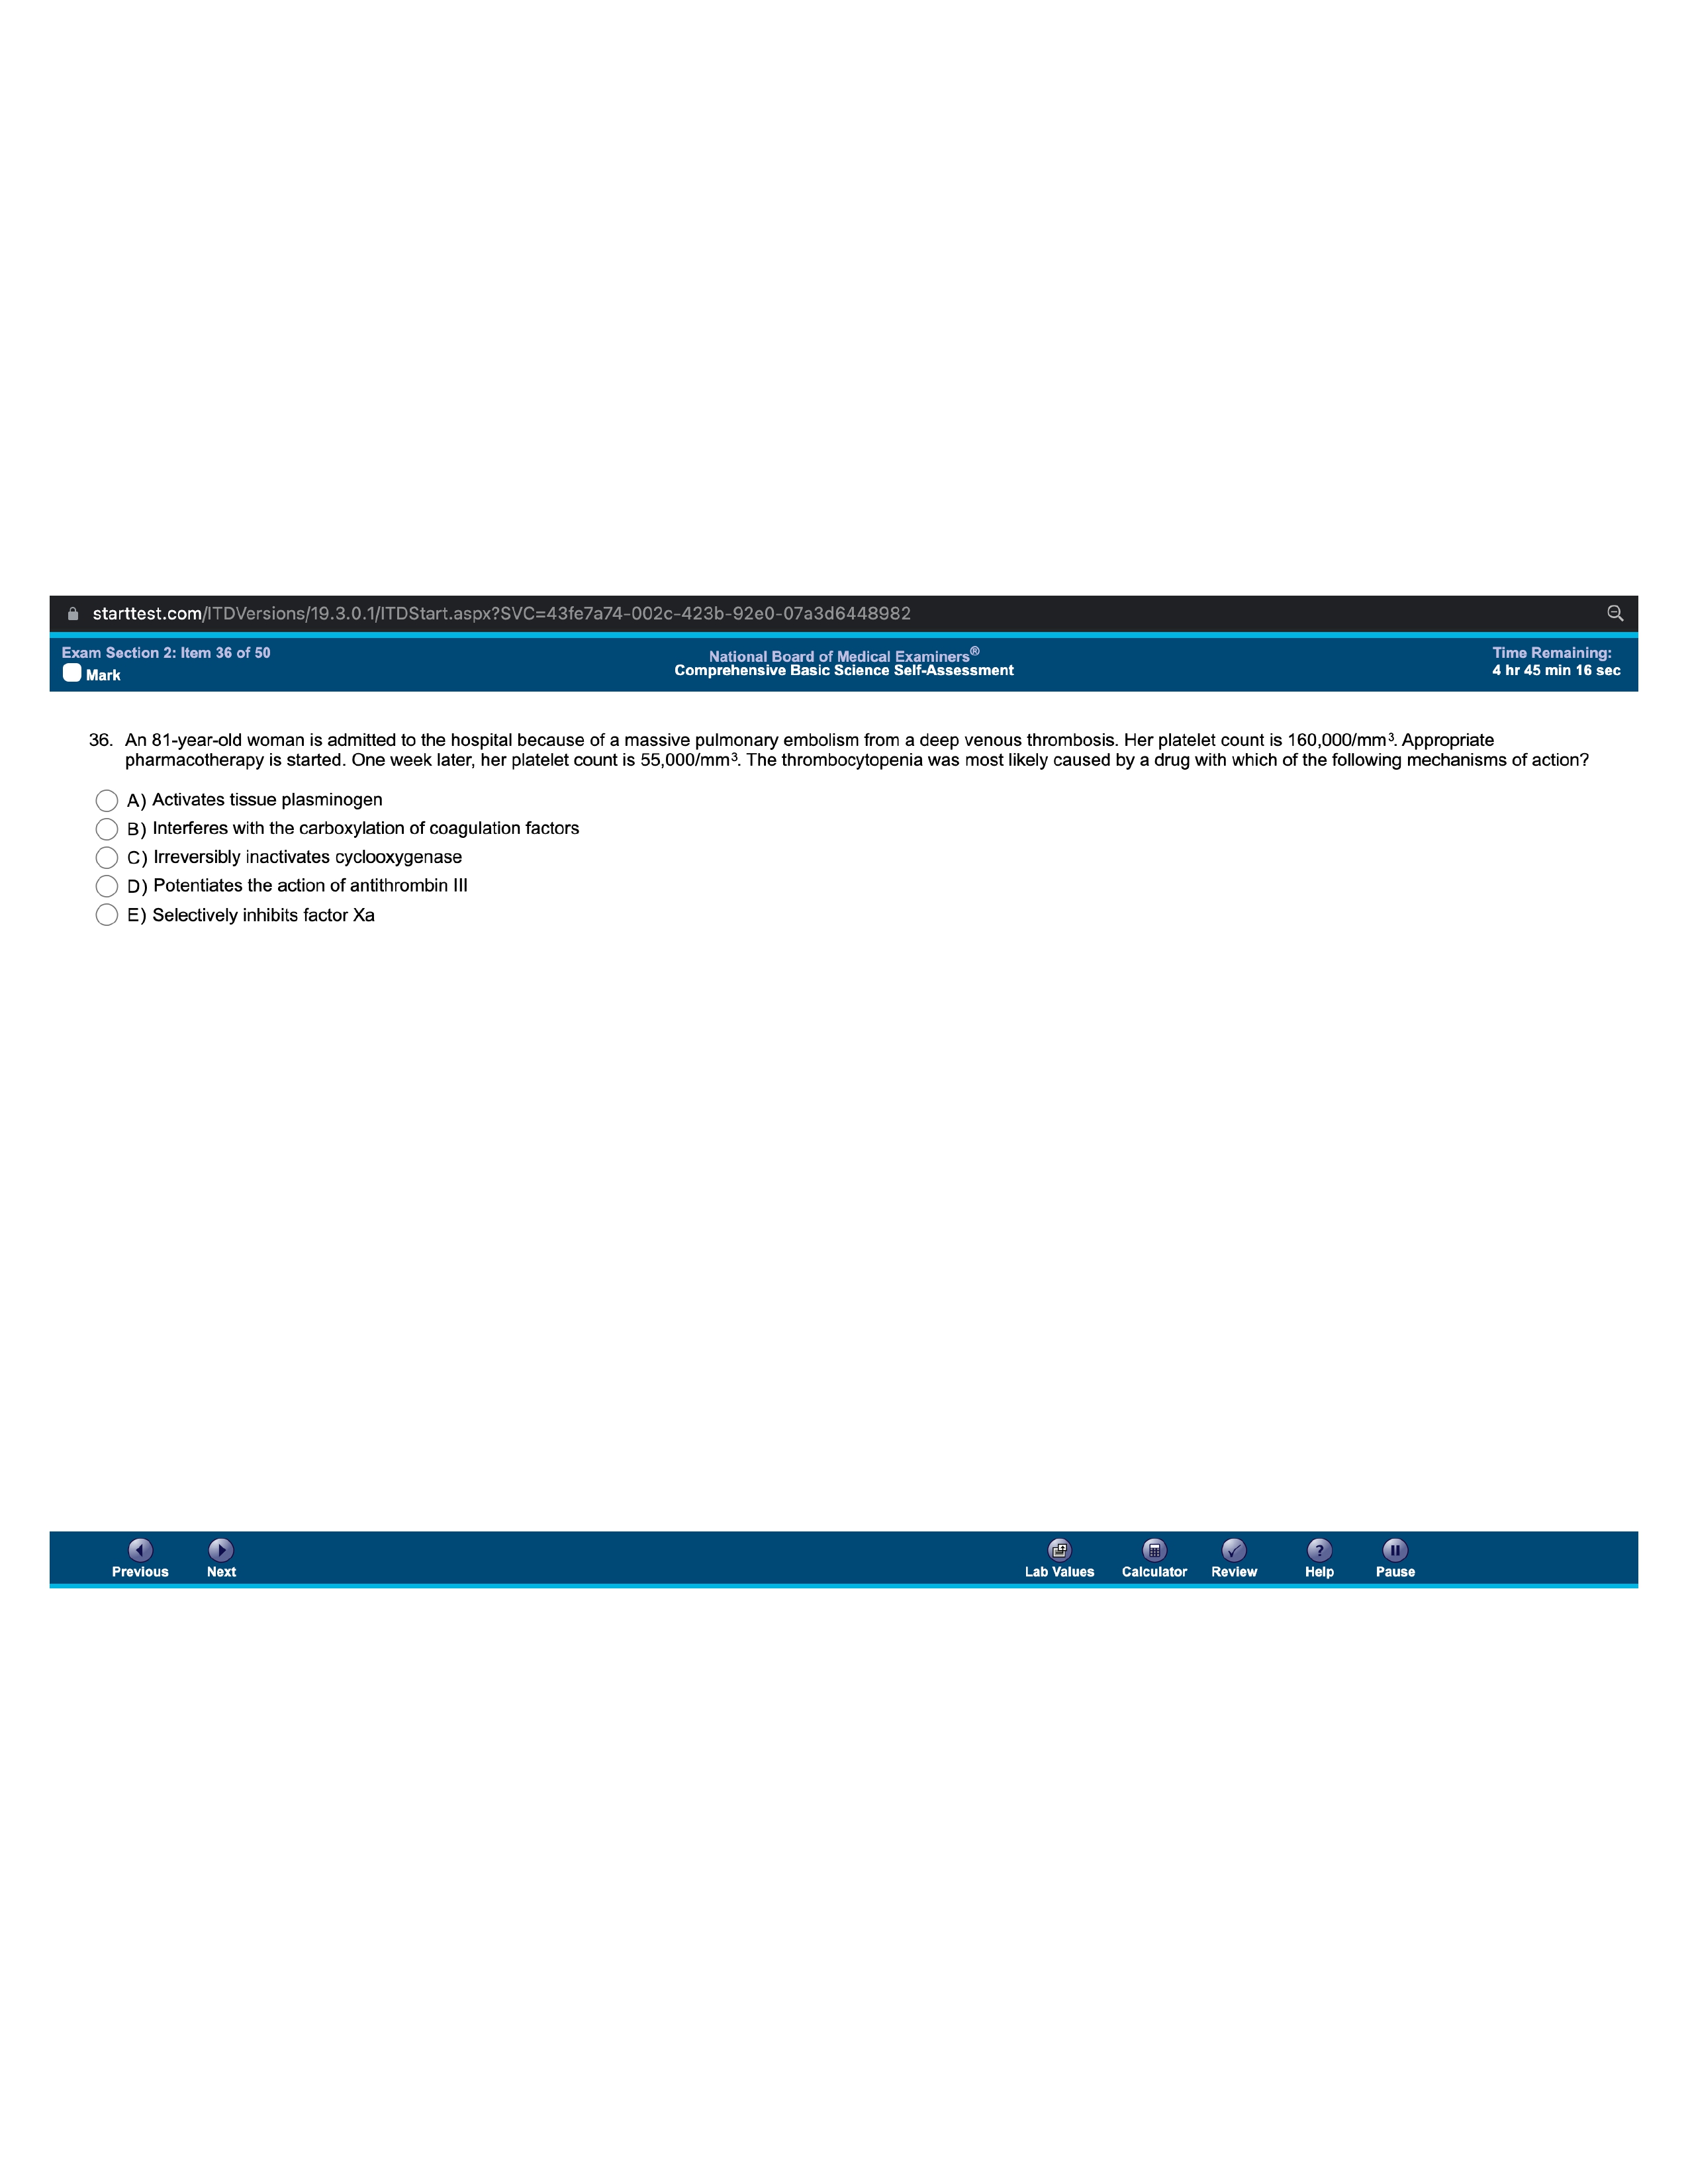 starttest.com/ITDVersions/19.3.0.1/ITDStart.aspx?SVC=43fe7a74-002c-423b-92e0-07a3d6448982
Exam Section 2: Item 36 of 50
Mark
National Board of Medical Examiners®
Comprehensive Basic Science Self-Assessment
Time Remaining:
4 hr 45 min 16 sec
36. An 81-year-old woman is admitted to the hospital because of a massive pulmonary embolism from a deep venous thrombosis. Her platelet count is 160,000/mm³. Appropriate
pharmacotherapy is started. One week later, her platelet count is 55,000/mm³. The thrombocytopenia was most likely caused by a drug with which of the following mechanisms of action?
A) Activates tissue plasminogen
B) Interferes with the carboxylation of coagulation factors
C) Irreversibly inactivates cyclooxygenase
D) Potentiates the action of antithrombin III
E) Selectively inhibits factor Xa
Previous
Next
Lab Values
Calculator
Review
Help
Pause